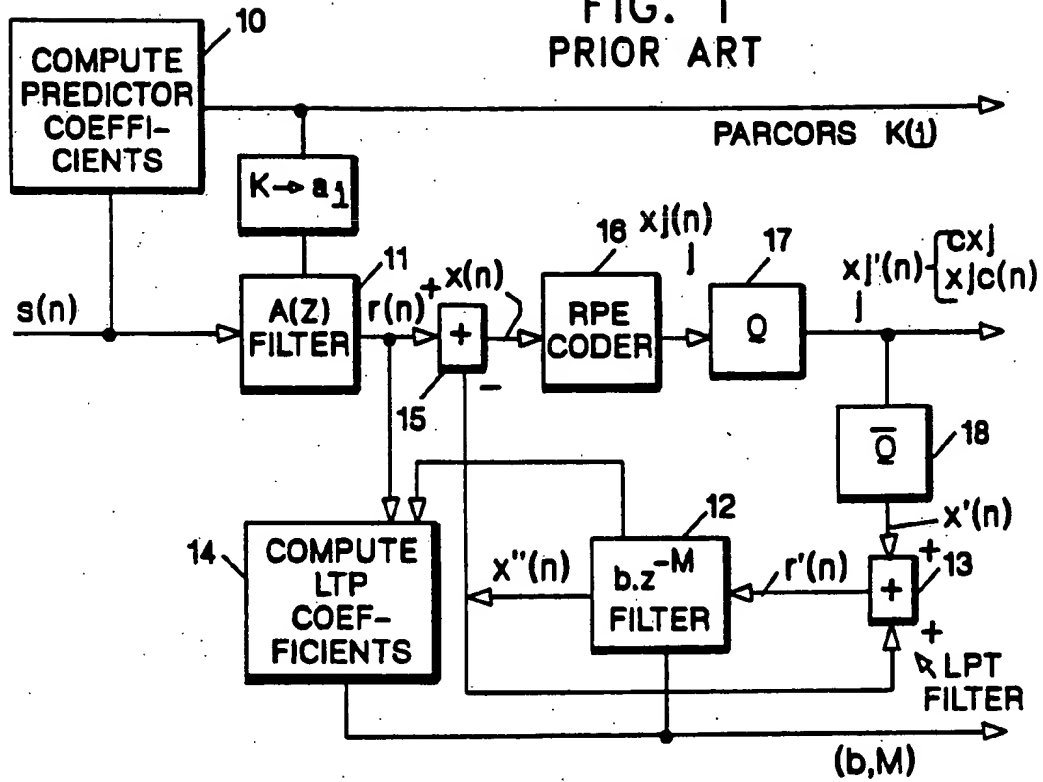 FIG. 1
PRIOR ART
10
COMPUTE
PREDICTOR
COEFFI-
CIENTS
PARCORS K(i)
K→ai
s(n)
A(Z)
FILTER
11
r(n)
+
x(n)
+
−
15
16
RPE
CODER
xj(n)
17
Q
xj'(n)
cxj
xjc(n)
Q̅
18
x'(n)
+
+
13
+
LPT
FILTER
r'(n)
12
b.z-M
FILTER
x''(n)
14
COMPUTE
LTP
COEF-
FICIENTS
(b,M)